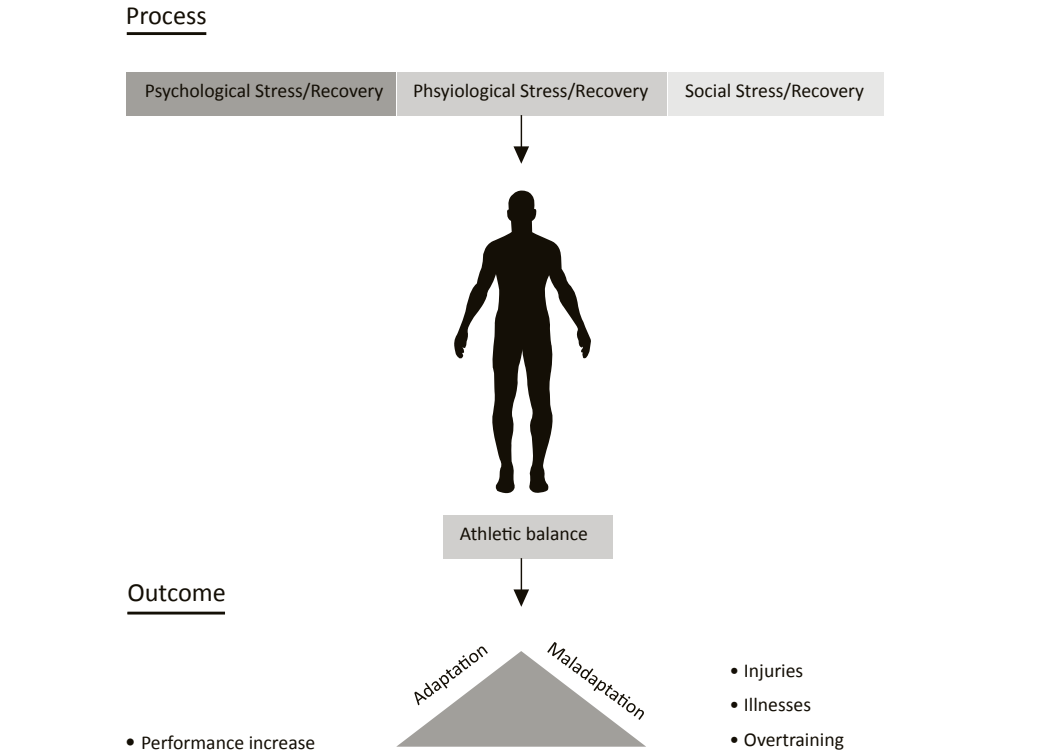 Process
Psychological Stress/Recovery
Phsyiological Stress/Recovery
Social Stress/Recovery
Athletic balance
Outcome
Adaptation
Maladaptation
• Performance increase
• Injuries
• Illnesses
• Overtraining